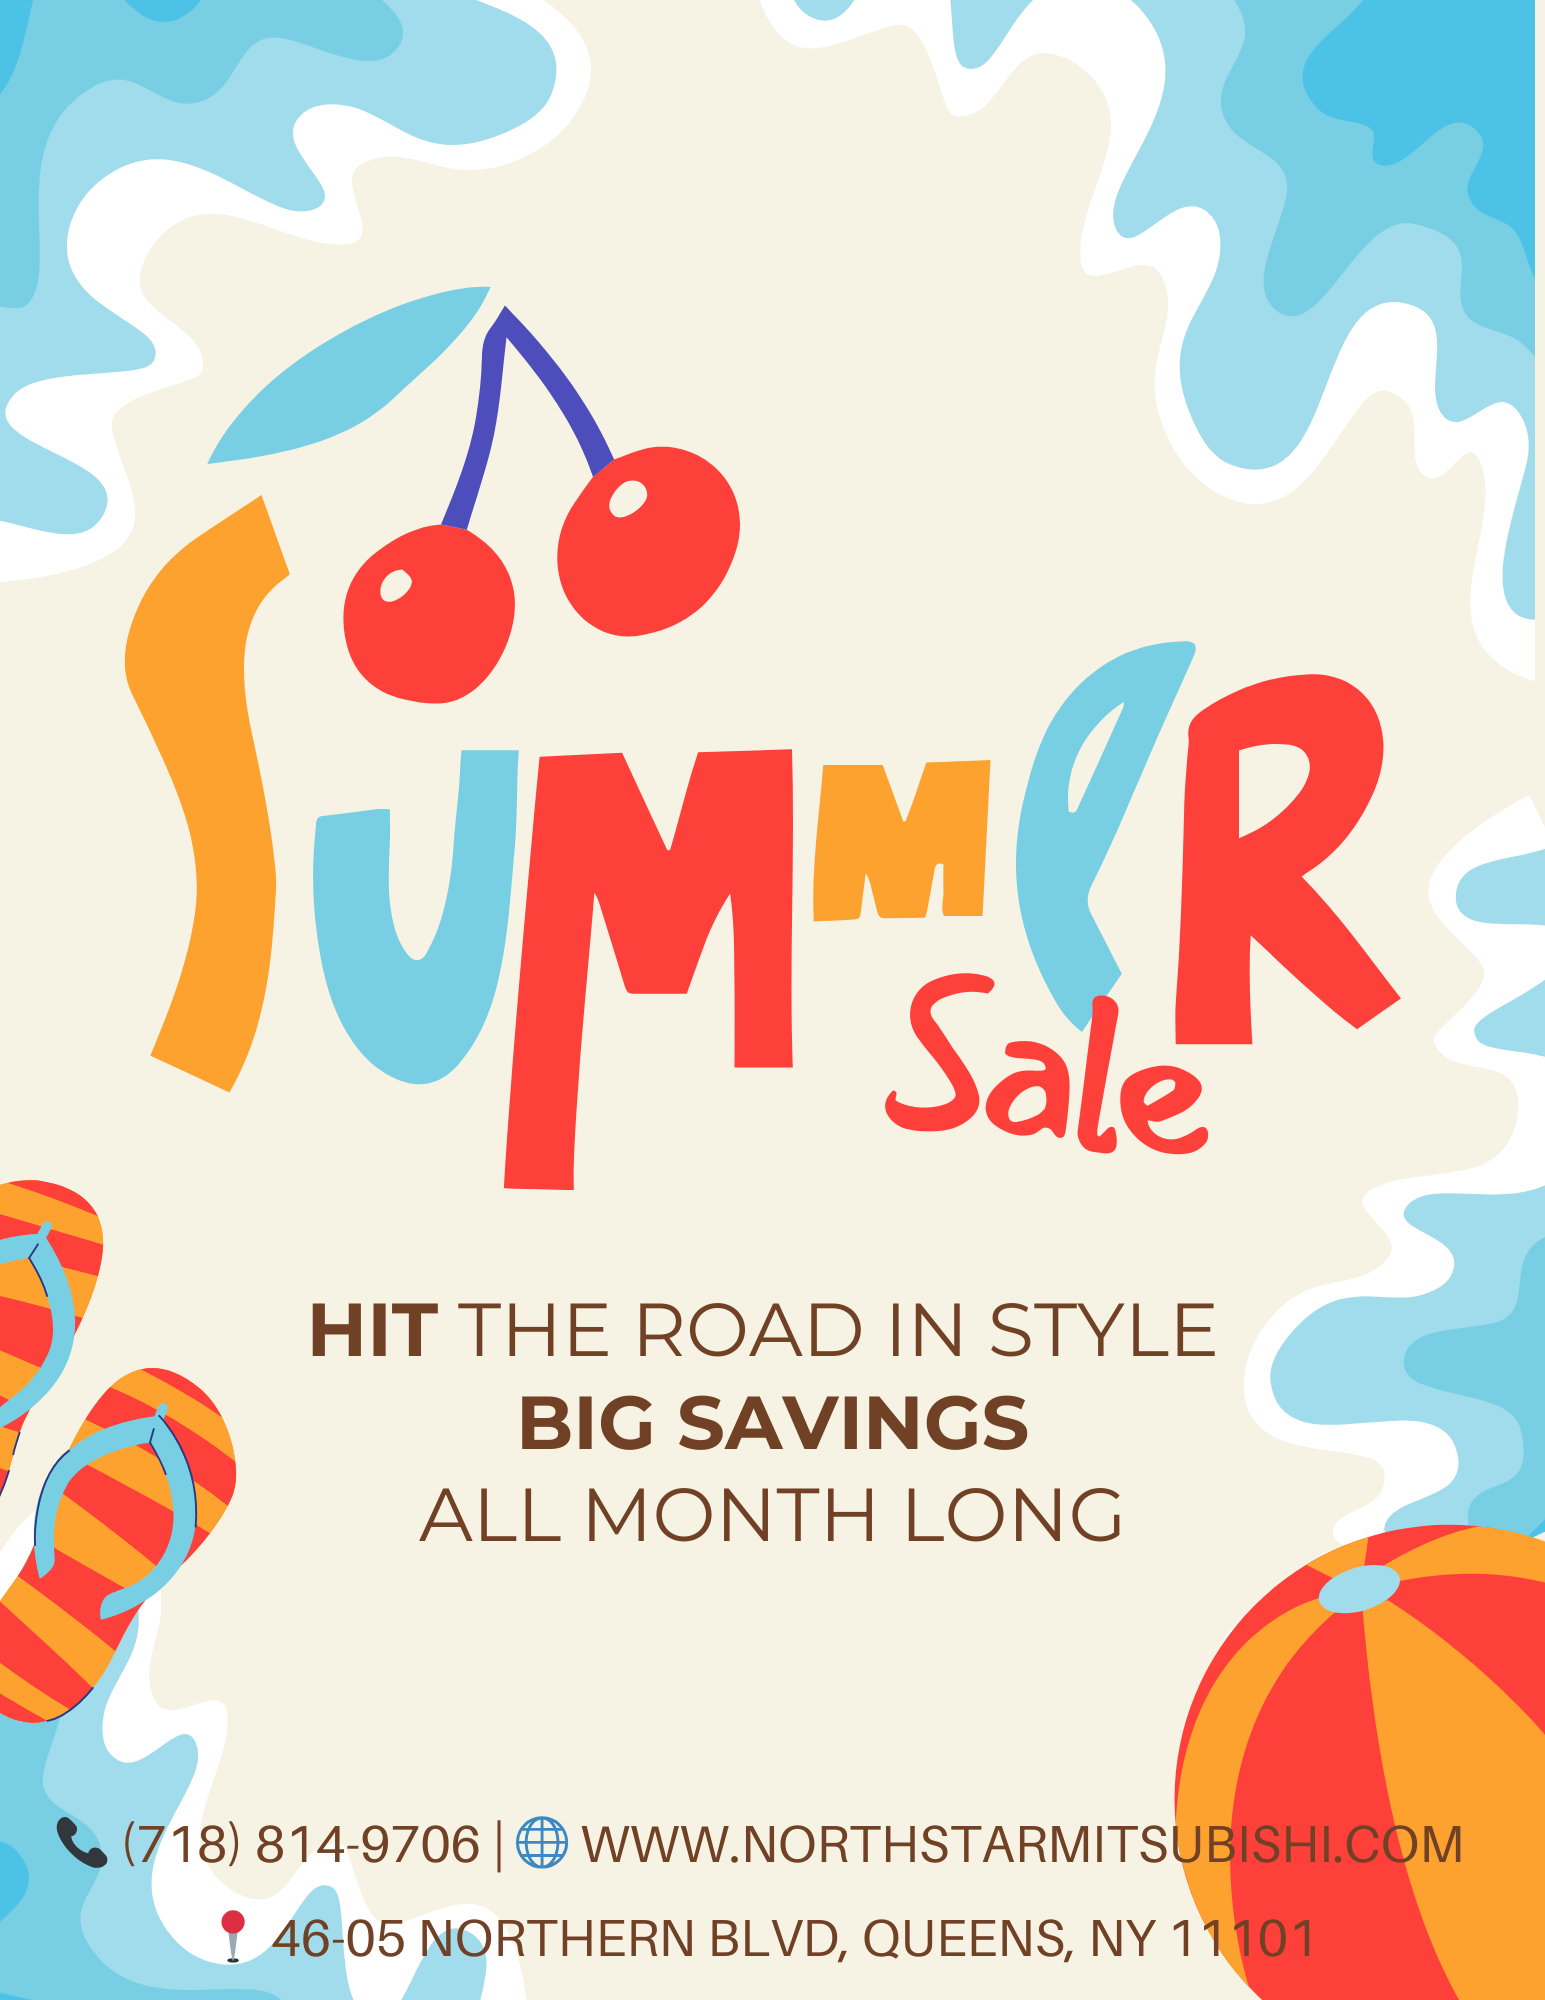 SUMMER
Sale
HIT THE ROAD IN STYLE
BIG SAVINGS
ALL MONTH LONG
(718) 814-9706 | WWW.NORTHSTARMITSUBISHI.COM
46-05 NORTHERN BLVD, QUEENS, NY 11101